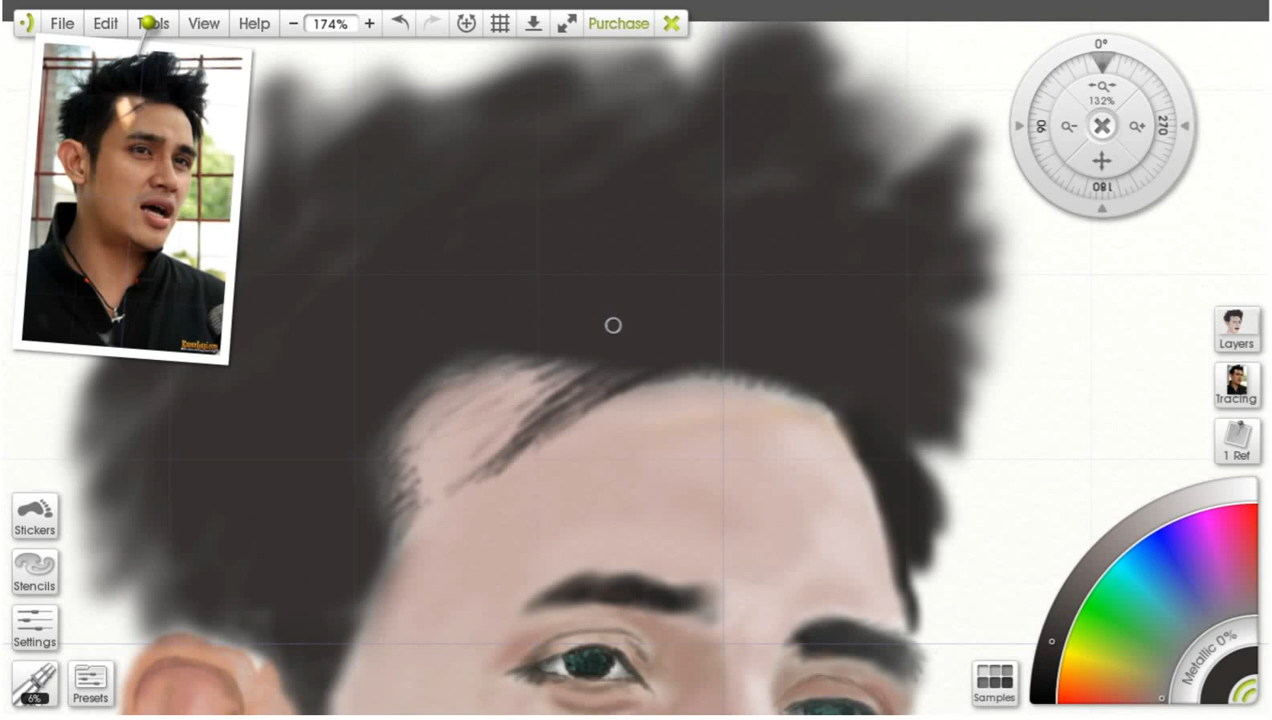 File Edit Tools View Help − 174% + Purchase
0°
132%
90 270
180
Layers
Tracing
1 Ref
Stickers
Stencils
Settings
6%
Presets
Samples
Metallic 0%